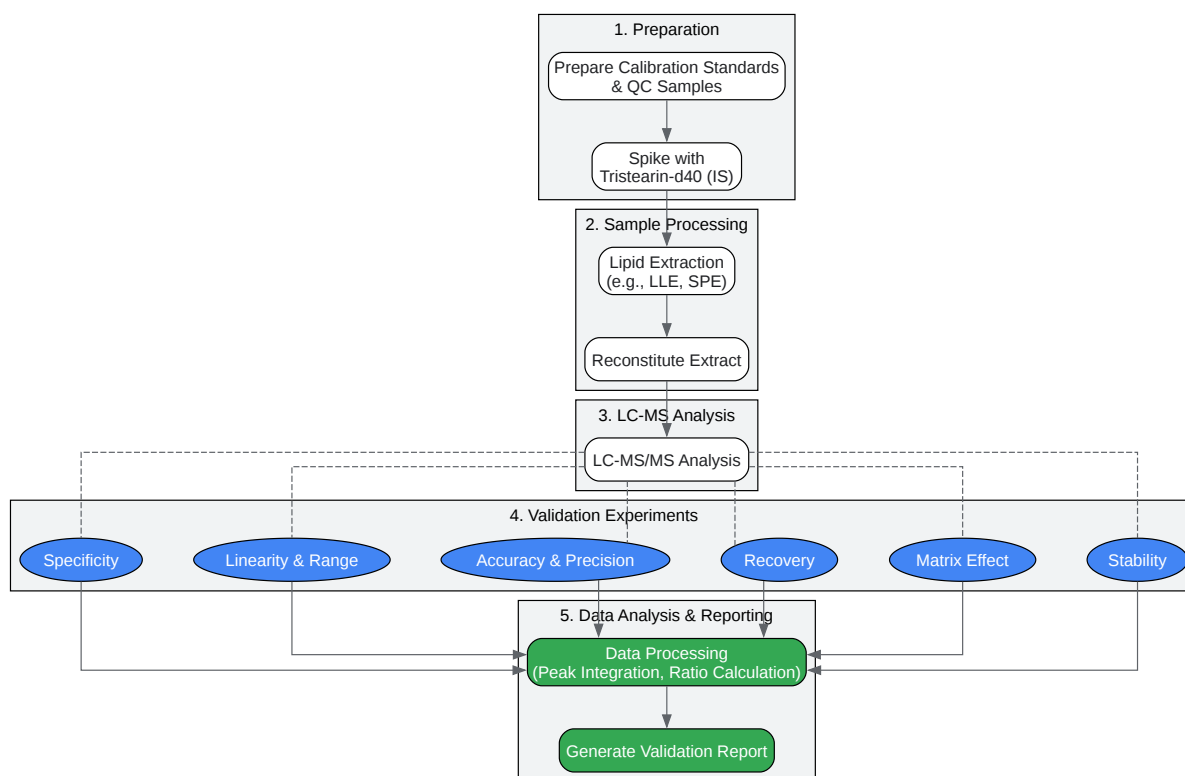 1. Preparation
Prepare Calibration Standards
& QC Samples
Spike with
Tristearin-d40 (IS)
2. Sample Processing
Lipid Extraction
(e.g., LLE, SPE)
Reconstitute Extract
3. LC-MS Analysis
LC-MS/MS Analysis
4. Validation Experiments
Specificity
Linearity & Range
Accuracy & Precision
Recovery
Matrix Effect
Stability
5. Data Analysis & Reporting
Data Processing
(Peak Integration, Ratio Calculation)
Generate Validation Report